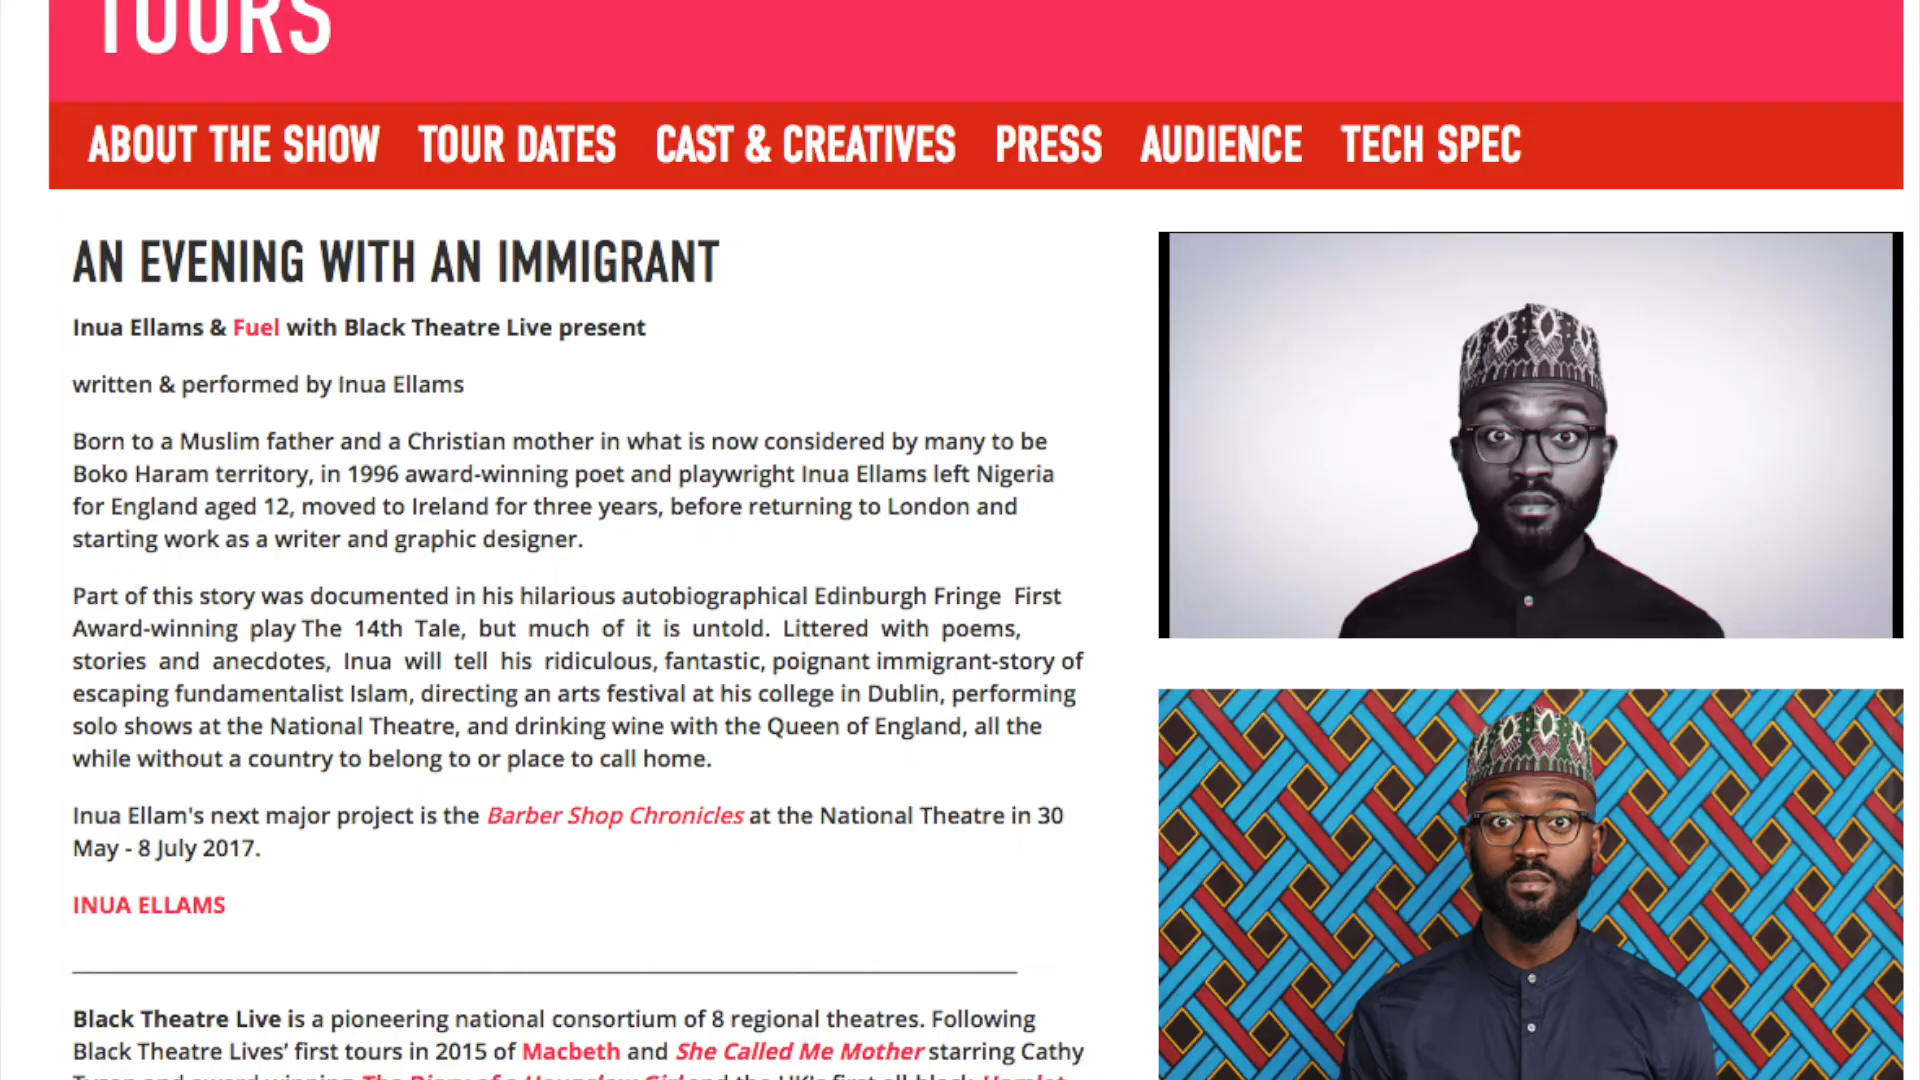 TOURS
ABOUT THE SHOW TOUR DATES CAST & CREATIVES PRESS AUDIENCE TECH SPEC
AN EVENING WITH AN IMMIGRANT
Inua Ellams & Fuel with Black Theatre Live present
written & performed by Inua Ellams
Born to a Muslim father and a Christian mother in what is now considered by many to be
Boko Haram territory, in 1996 award-winning poet and playwright Inua Ellams left Nigeria
for England aged 12, moved to Ireland for three years, before returning to London and
starting work as a writer and graphic designer.
Part of this story was documented in his hilarious autobiographical Edinburgh Fringe First
Award-winning play The 14th Tale, but much of it is untold. Littered with poems,
stories and anecdotes, Inua will tell his ridiculous, fantastic, poignant immigrant-story of
escaping fundamentalist Islam, directing an arts festival at his college in Dublin, performing
solo shows at the National Theatre, and drinking wine with the Queen of England, all the
while without a country to belong to or place to call home.
Inua Ellam's next major project is the Barber Shop Chronicles at the National Theatre in 30
May - 8 July 2017.
INUA ELLAMS
Black Theatre Live is a pioneering national consortium of 8 regional theatres. Following
Black Theatre Lives’ first tours in 2015 of Macbeth and She Called Me Mother starring Cathy
Tyson and award winning The Diary of a Hounslow Girl and the UK's first all-black Hamlet